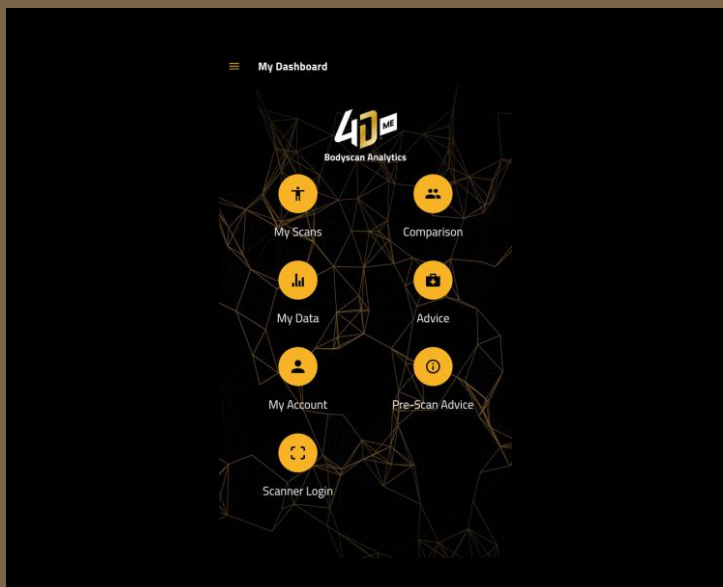 My Dashboard
4D ME
Bodyscan Analytics
My Scans
Comparison
My Data
Advice
My Account
Pre-Scan Advice
Scanner Login